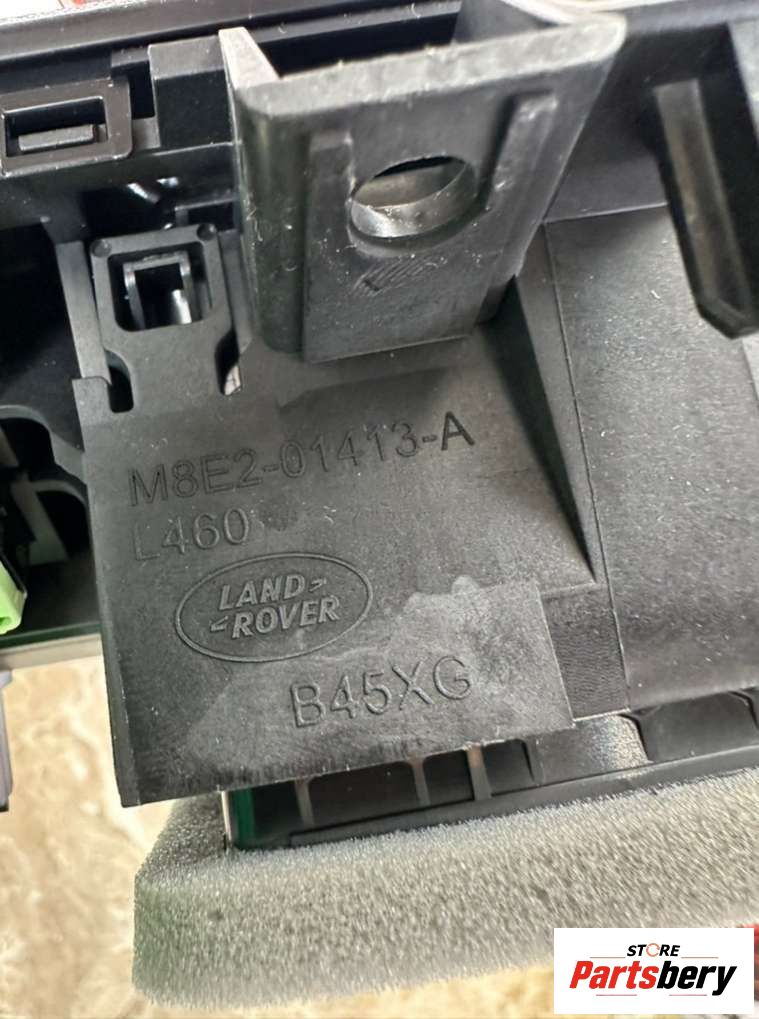 M8E2-01413-A
L460
LAND
ROVER
B45XG
STORE
Partsbery